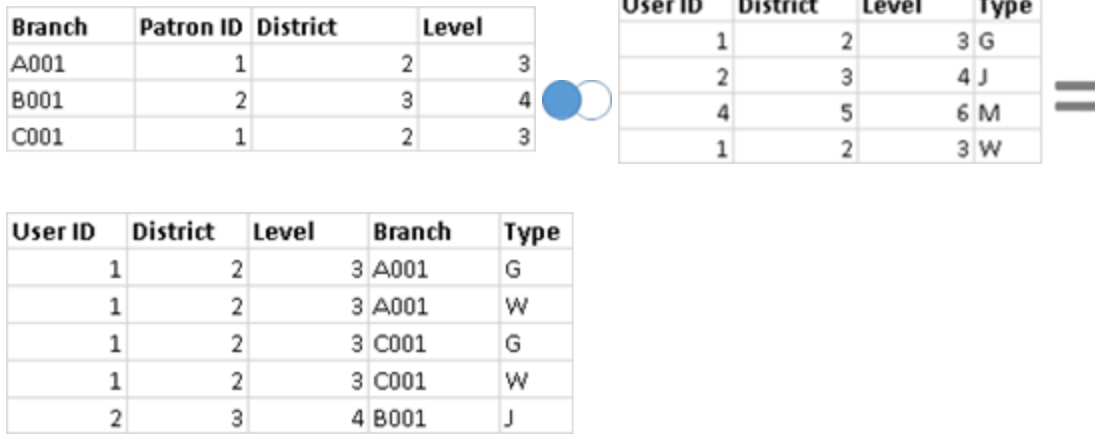 Branch Patron ID District Level
A001 1 2 3
B001 2 3 4
C001 1 2 3
User ID District Level Type
1 2 3 G
2 3 4 J
4 5 6 M
1 2 3 W
=
User ID District Level Branch Type
1 2 3 A001 G
1 2 3 A001 W
1 2 3 C001 G
1 2 3 C001 W
2 3 4 B001 J